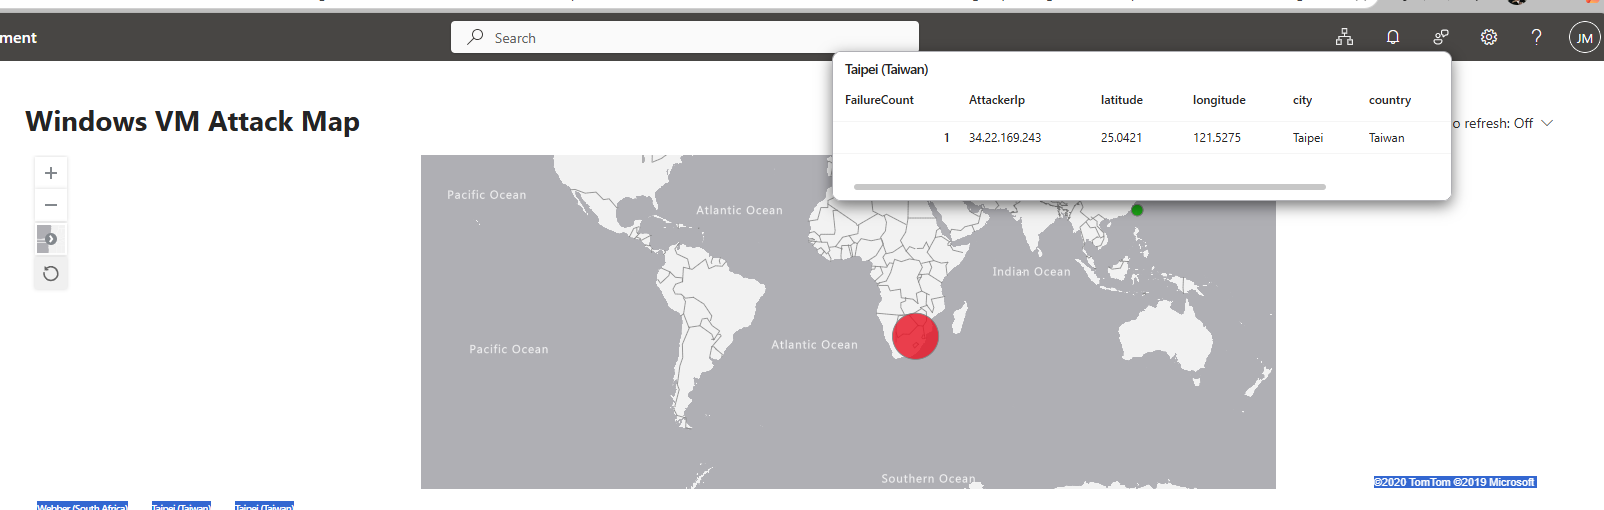 ment
Search
JM
Windows VM Attack Map
Taipei (Taiwan)
FailureCount AttackerIp latitude longitude city country
1 34.22.169.243 25.0421 121.5275 Taipei Taiwan
o refresh: Off
Pacific Ocean
Atlantic Ocean
Indian Ocean
Pacific Ocean
Atlantic Ocean
Southern Ocean
©2020 TomTom ©2019 Microsoft
Webber (South Africa) Taipei (Taiwan) Taipei (Taiwan)